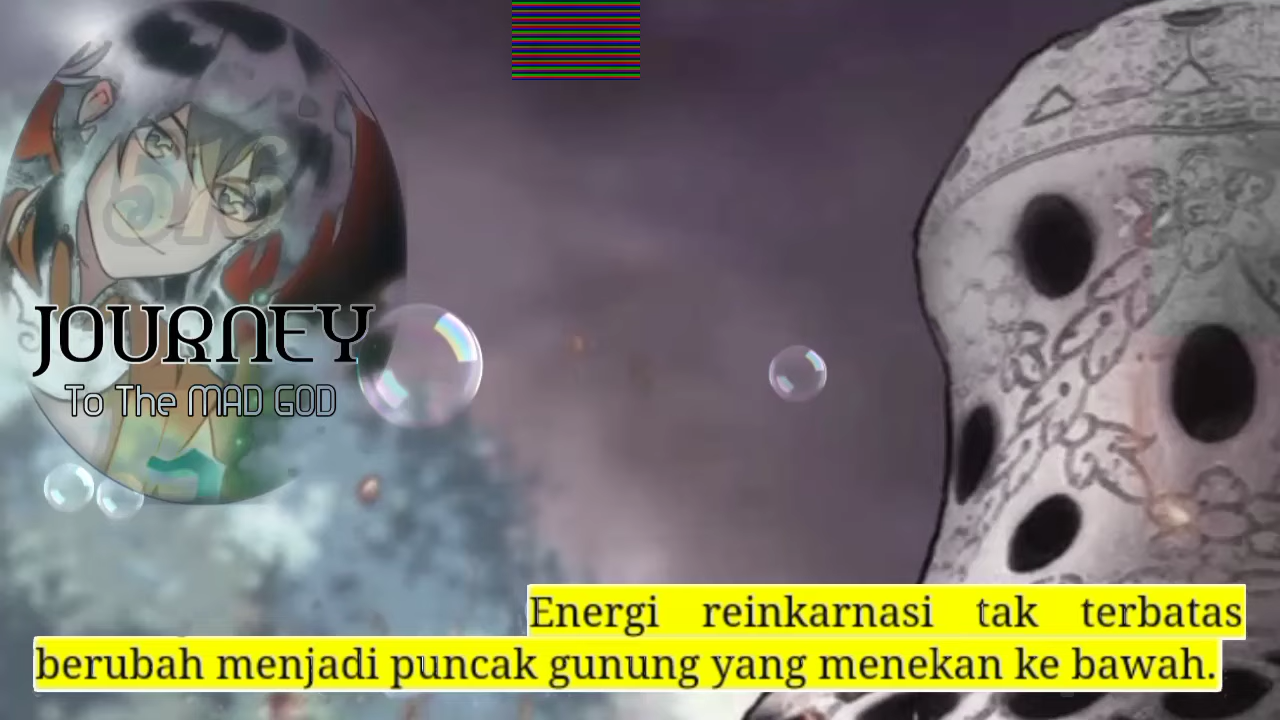 JOURNEY
To The MAD GOD
Energi reinkarnasi tak terbatas
berubah menjadi puncak gunung yang menekan ke bawah.